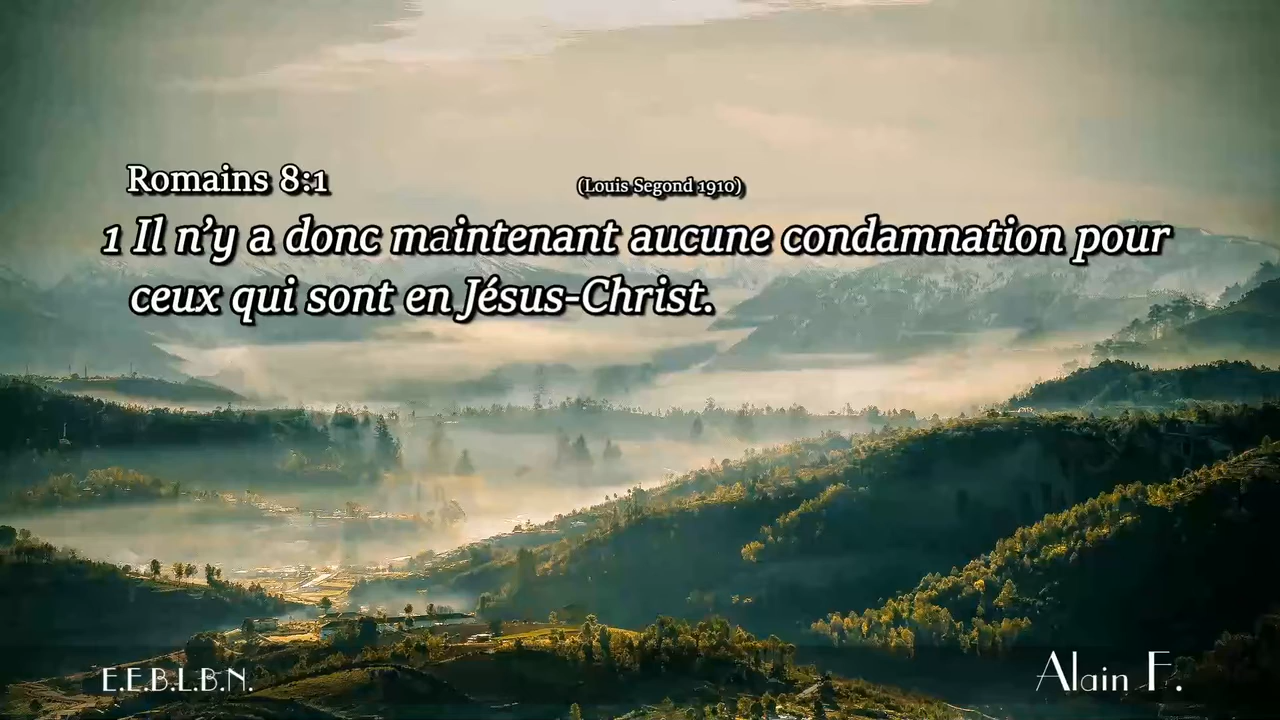 Romains 8:1 (Louis Segond 1910)
1 Il n’y a donc maintenant aucune condamnation pour
ceux qui sont en Jésus-Christ.
E.E.B.L.B.N. Alain F.